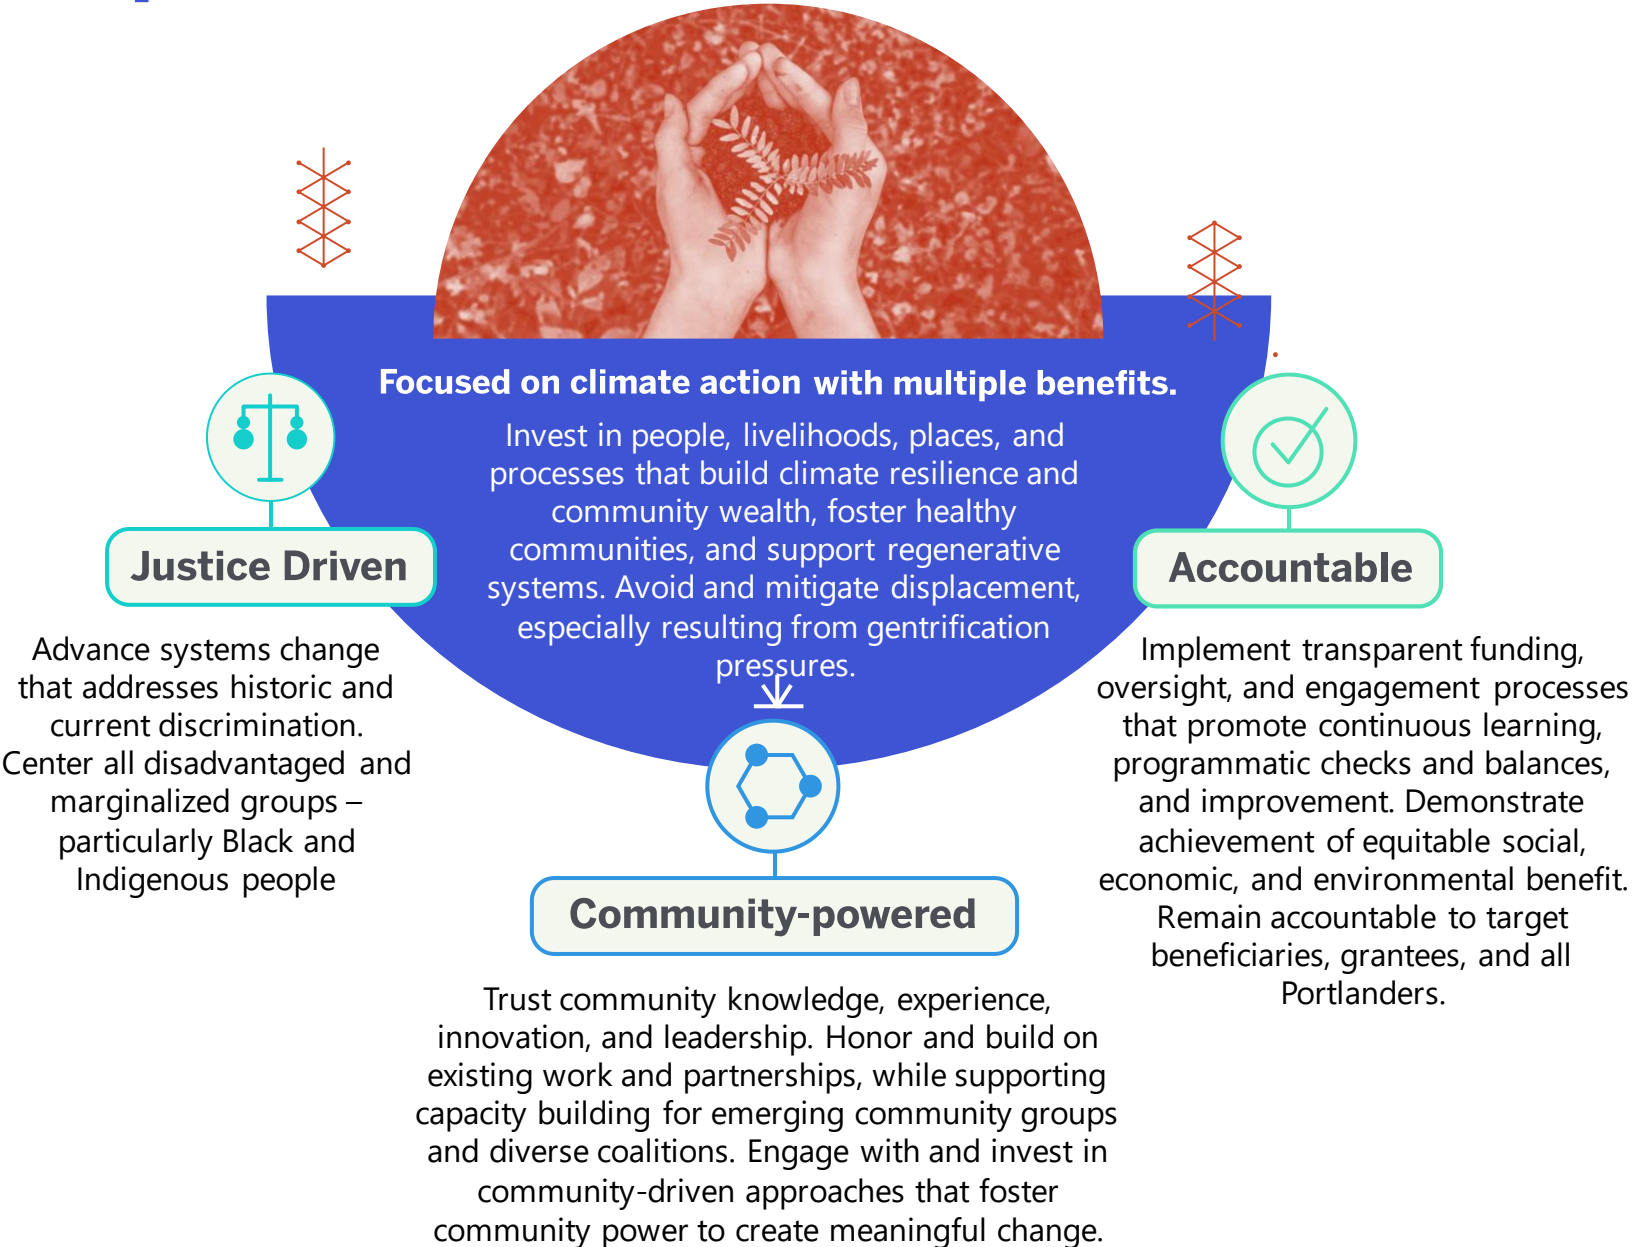 Focused on climate action with multiple benefits.
Invest in people, livelihoods, places, and
processes that build climate resilience and
community wealth, foster healthy
communities, and support regenerative
systems. Avoid and mitigate displacement,
especially resulting from gentrification
pressures.
Justice Driven
Advance systems change
that addresses historic and
current discrimination.
Center all disadvantaged and
marginalized groups –
particularly Black and
Indigenous people
Community-powered
Trust community knowledge, experience,
innovation, and leadership. Honor and build on
existing work and partnerships, while supporting
capacity building for emerging community groups
and diverse coalitions. Engage with and invest in
community-driven approaches that foster
community power to create meaningful change.
Accountable
Implement transparent funding,
oversight, and engagement processes
that promote continuous learning,
programmatic checks and balances,
and improvement. Demonstrate
achievement of equitable social,
economic, and environmental benefit.
Remain accountable to target
beneficiaries, grantees, and all
Portlanders.